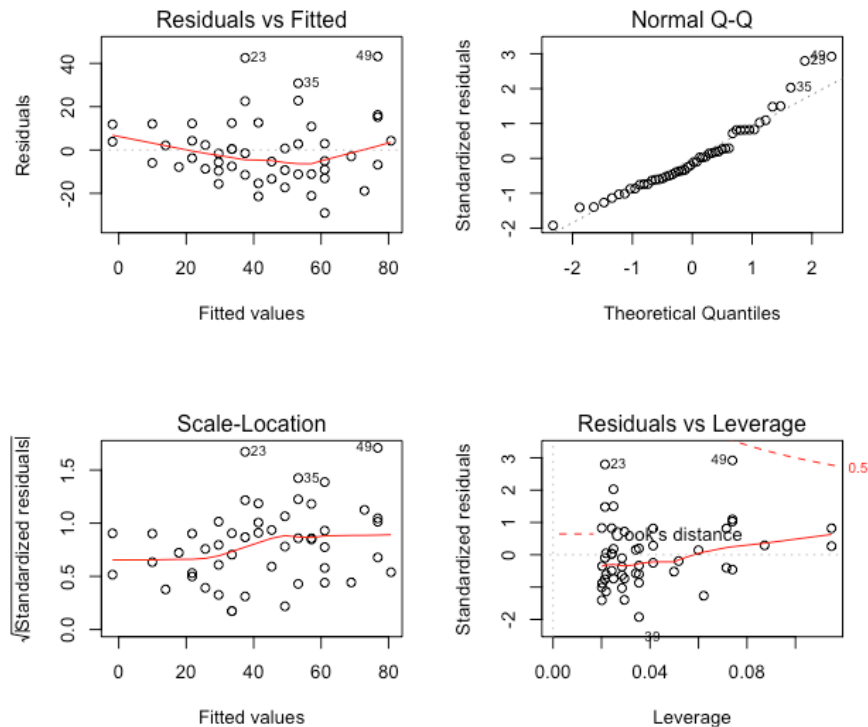 Residuals vs Fitted
Residuals
40
20
0
-20
23
35
49
0 20 40 60 80
Fitted values
Normal Q-Q
Standardized residuals
3
2
1
0
-1
-2
49
23
35
-2 -1 0 1 2
Theoretical Quantiles
Scale-Location
√|Standardized residuals|
1.5
1.0
0.5
0.0
23
35
49
0 20 40 60 80
Fitted values
Residuals vs Leverage
Standardized residuals
3
2
1
0
-2
23
49
0.5
Cook's distance
39
0.00 0.04 0.08
Leverage